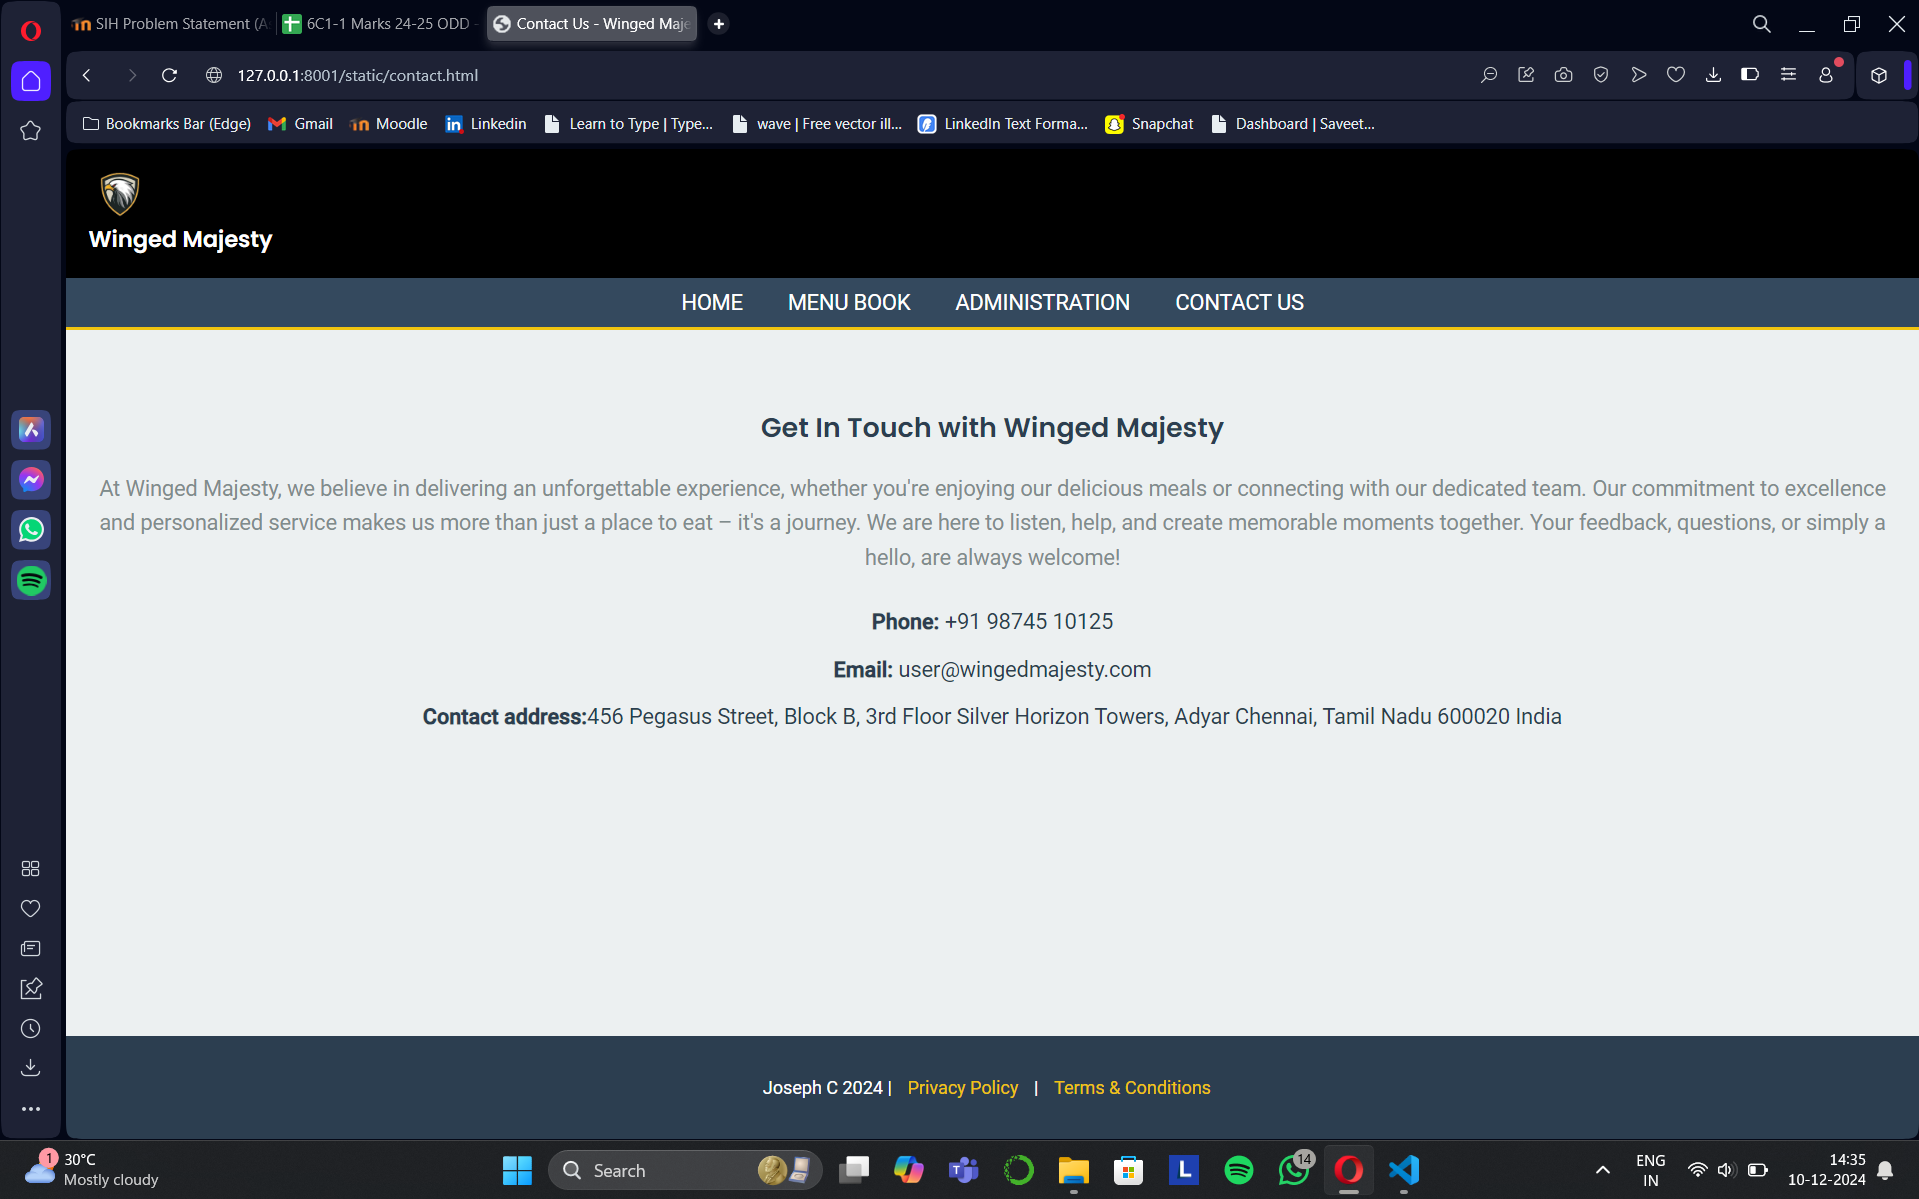 SIH Problem Statement (A
6C1-1 Marks 24-25 ODD -
Contact Us - Winged Maje
127.0.0.1:8001/static/contact.html
Bookmarks Bar (Edge)
Gmail
Moodle
Linkedin
Learn to Type | Type...
wave | Free vector ill...
LinkedIn Text Forma...
Snapchat
Dashboard | Saveet...
Winged Majesty
HOME
MENU BOOK
ADMINISTRATION
CONTACT US
Get In Touch with Winged Majesty
At Winged Majesty, we believe in delivering an unforgettable experience, whether you're enjoying our delicious meals or connecting with our dedicated team. Our commitment to excellence
and personalized service makes us more than just a place to eat – it's a journey. We are here to listen, help, and create memorable moments together. Your feedback, questions, or simply a
hello, are always welcome!
Phone: +91 98745 10125
Email: user@wingedmajesty.com
Contact address:456 Pegasus Street, Block B, 3rd Floor Silver Horizon Towers, Adyar Chennai, Tamil Nadu 600020 India
Joseph C 2024 | Privacy Policy | Terms & Conditions
1
30°C
Mostly cloudy
Search
T
L
14
ENG
IN
14:35
10-12-2024